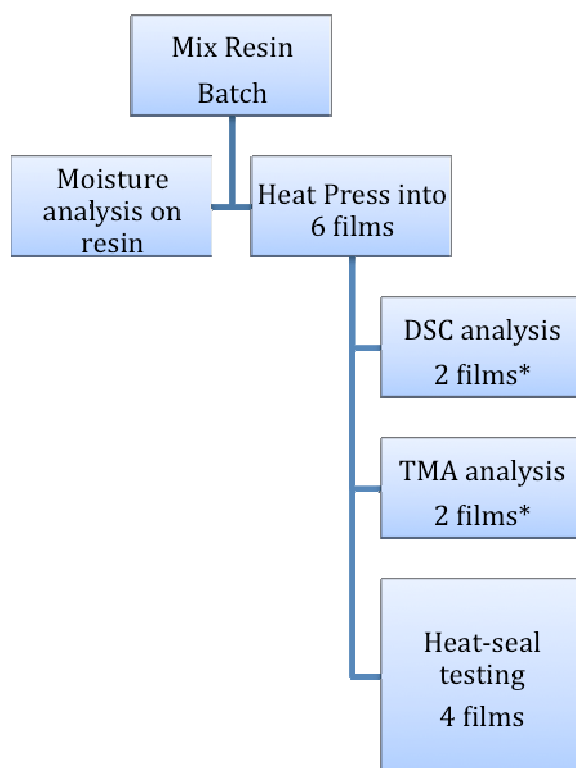 Mix Resin
Batch
Moisture
analysis on
resin
Heat Press into
6 films
DSC analysis
2 films*
TMA analysis
2 films*
Heat-seal
testing
4 films